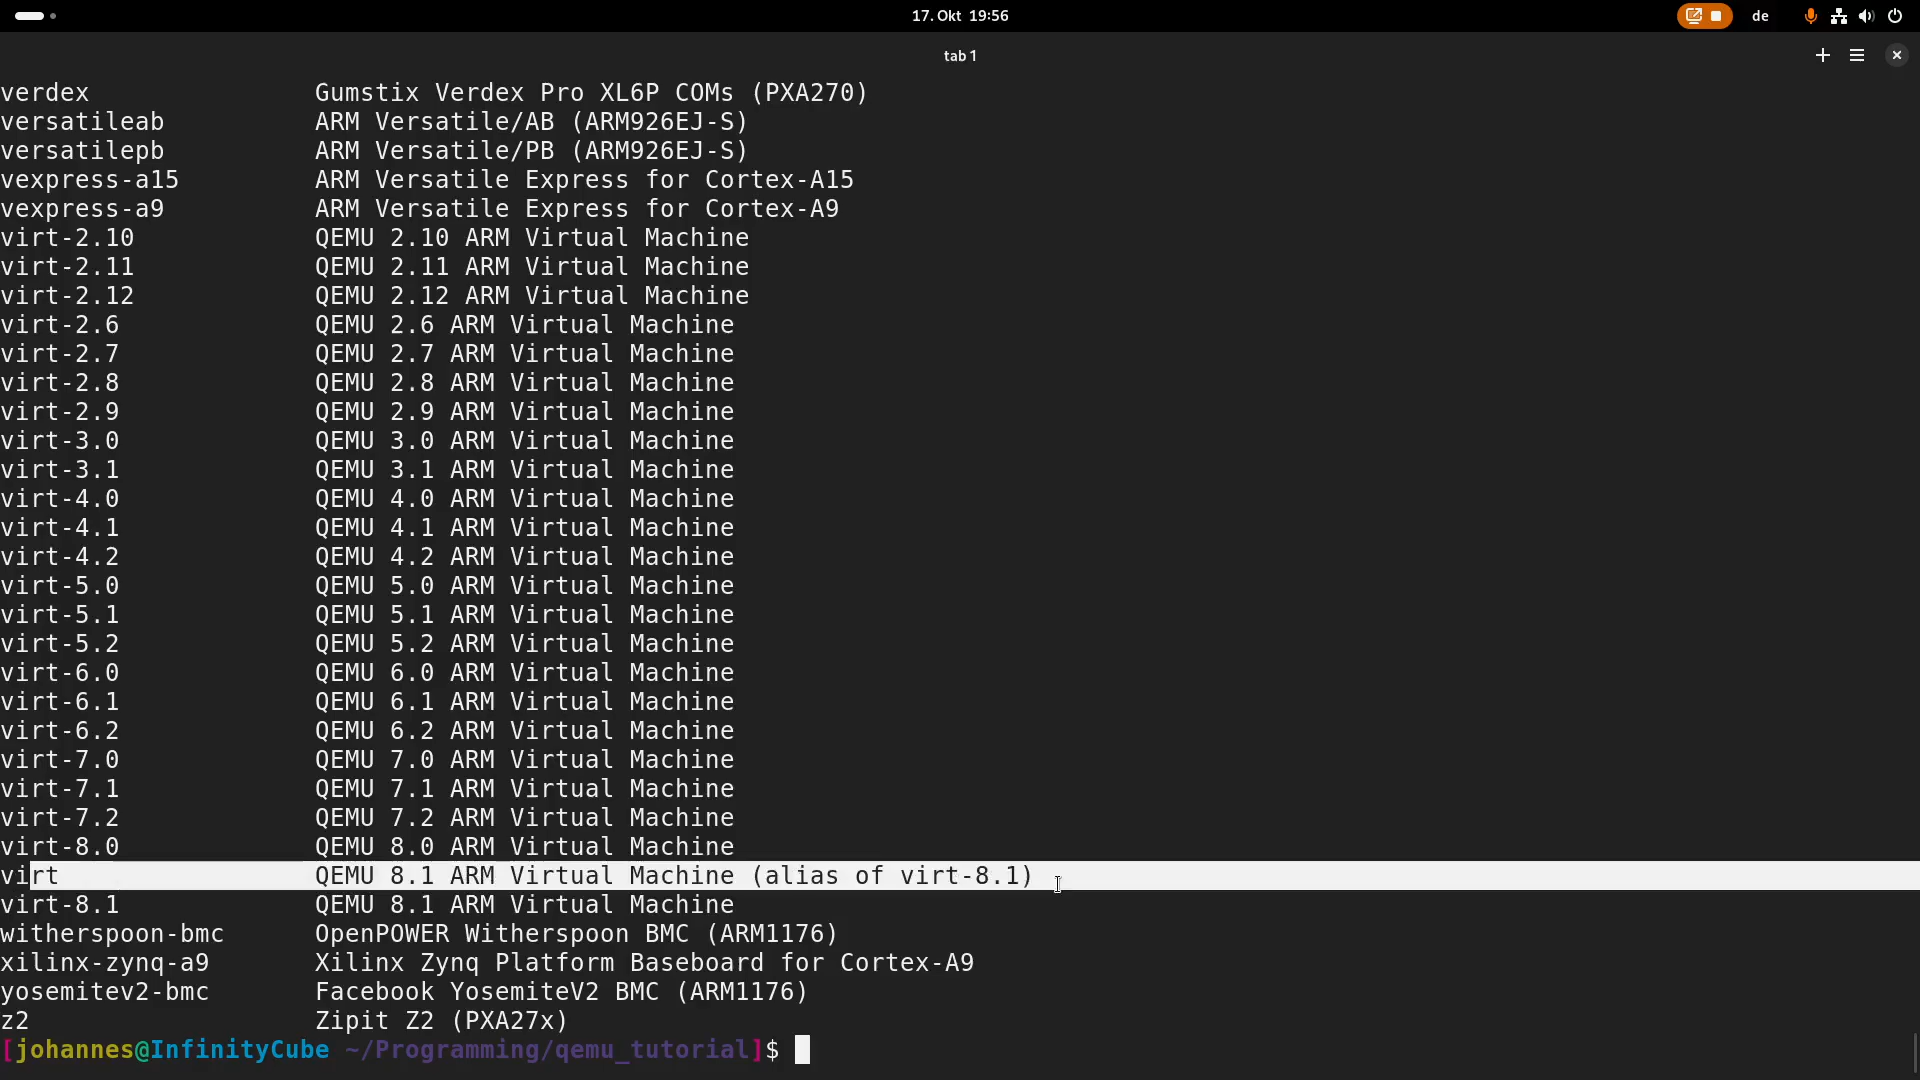 17. Okt 19:56
de
tab 1
verdex Gumstix Verdex Pro XL6P COMs (PXA270)
versatileab ARM Versatile/AB (ARM926EJ-S)
versatilepb ARM Versatile/PB (ARM926EJ-S)
vexpress-a15 ARM Versatile Express for Cortex-A15
vexpress-a9 ARM Versatile Express for Cortex-A9
virt-2.10 QEMU 2.10 ARM Virtual Machine
virt-2.11 QEMU 2.11 ARM Virtual Machine
virt-2.12 QEMU 2.12 ARM Virtual Machine
virt-2.6 QEMU 2.6 ARM Virtual Machine
virt-2.7 QEMU 2.7 ARM Virtual Machine
virt-2.8 QEMU 2.8 ARM Virtual Machine
virt-2.9 QEMU 2.9 ARM Virtual Machine
virt-3.0 QEMU 3.0 ARM Virtual Machine
virt-3.1 QEMU 3.1 ARM Virtual Machine
virt-4.0 QEMU 4.0 ARM Virtual Machine
virt-4.1 QEMU 4.1 ARM Virtual Machine
virt-4.2 QEMU 4.2 ARM Virtual Machine
virt-5.0 QEMU 5.0 ARM Virtual Machine
virt-5.1 QEMU 5.1 ARM Virtual Machine
virt-5.2 QEMU 5.2 ARM Virtual Machine
virt-6.0 QEMU 6.0 ARM Virtual Machine
virt-6.1 QEMU 6.1 ARM Virtual Machine
virt-6.2 QEMU 6.2 ARM Virtual Machine
virt-7.0 QEMU 7.0 ARM Virtual Machine
virt-7.1 QEMU 7.1 ARM Virtual Machine
virt-7.2 QEMU 7.2 ARM Virtual Machine
virt-8.0 QEMU 8.0 ARM Virtual Machine
virt QEMU 8.1 ARM Virtual Machine (alias of virt-8.1)
virt-8.1 QEMU 8.1 ARM Virtual Machine
witherspoon-bmc OpenPOWER Witherspoon BMC (ARM1176)
xilinx-zynq-a9 Xilinx Zynq Platform Baseboard for Cortex-A9
yosemitev2-bmc Facebook YosemiteV2 BMC (ARM1176)
z2 Zipit Z2 (PXA27x)
[johannes@InfinityCube ~/Programming/qemu_tutorial]$